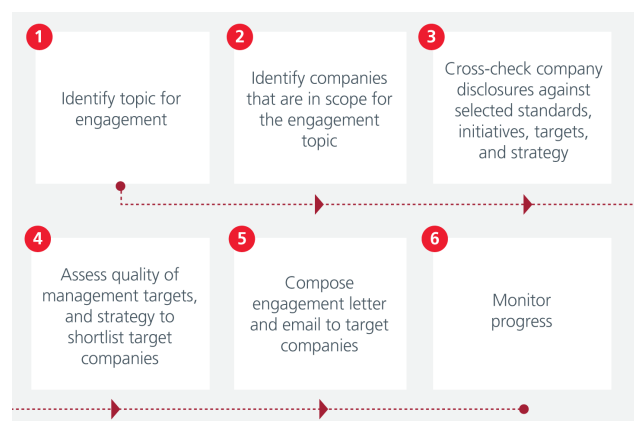 1
Identify topic for
engagement
2
Identify companies
that are in scope for
the engagement
topic
3
Cross-check company
disclosures against
selected standards,
initiatives, targets,
and strategy
4
Assess quality of
management targets,
and strategy to
shortlist target
companies
5
Compose
engagement letter
and email to target
companies
6
Monitor
progress